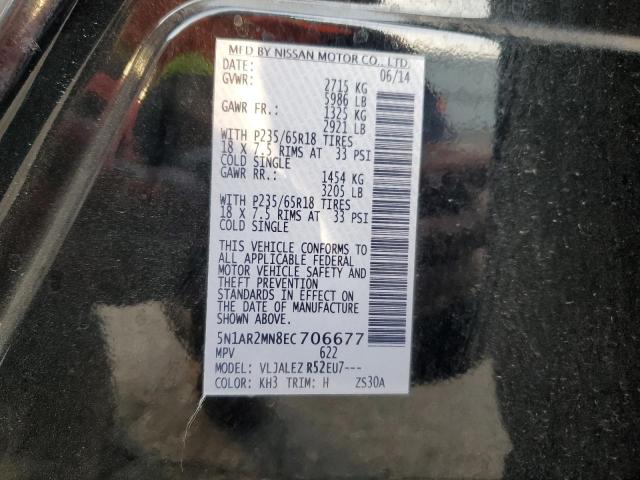 MFD BY NISSAN MOTOR CO., LTD.
DATE: 06/14
GVWR: 2715 KG
5986 LB
GAWR FR.: 1325 KG
2921 LB
WITH P235/65R18 TIRES
18 X 7.5 RIMS AT 33 PSI
COLD SINGLE
GAWR RR.: 1454 KG
3205 LB
WITH P235/65R18 TIRES
18 X 7.5 RIMS AT 33 PSI
COLD SINGLE
THIS VEHICLE CONFORMS TO
ALL APPLICABLE FEDERAL
MOTOR VEHICLE SAFETY AND
THEFT PREVENTION
STANDARDS IN EFFECT ON
THE DATE OF MANUFACTURE
SHOWN ABOVE.
5N1AR2MN8EC706677
MPV 622
MODEL: VLJALEZ R52EU7---
COLOR: KH3 TRIM: H ZS30A